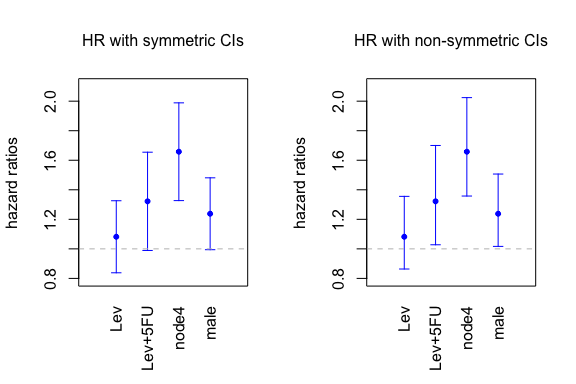 HR with symmetric CIs
hazard ratios
2.0
1.6
1.2
0.8
Lev
Lev+5FU
node4
male
HR with non-symmetric CIs
hazard ratios
2.0
1.6
1.2
0.8
Lev
Lev+5FU
node4
male